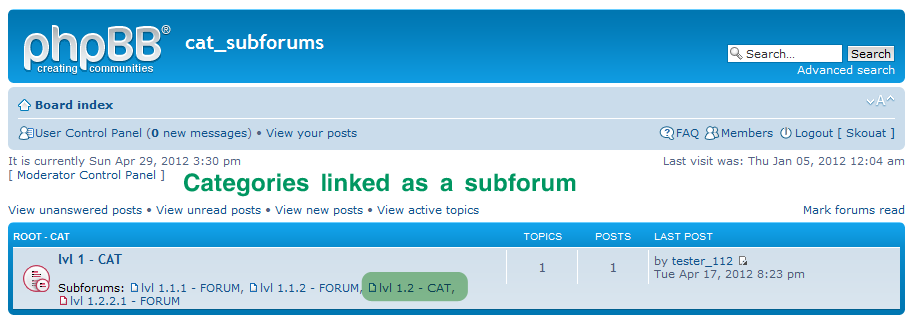 phpBB®
creating communities
cat_subforums
Search... Search
Advanced search
Board index
A
User Control Panel (0 new messages) • View your posts
FAQ Members Logout [ Skouat ]
It is currently Sun Apr 29, 2012 3:30 pm
Last visit was: Thu Jan 05, 2012 12:04 am
[ Moderator Control Panel ]
Categories linked as a subforum
View unanswered posts • View unread posts • View new posts • View active topics
Mark forums read
ROOT - CAT TOPICS POSTS LAST POST
lvl 1 - CAT
Subforums: lvl 1.1.1 - FORUM, lvl 1.1.2 - FORUM, lvl 1.2 - CAT,
lvl 1.2.2.1 - FORUM
1
1
by tester_112
Tue Apr 17, 2012 8:23 pm